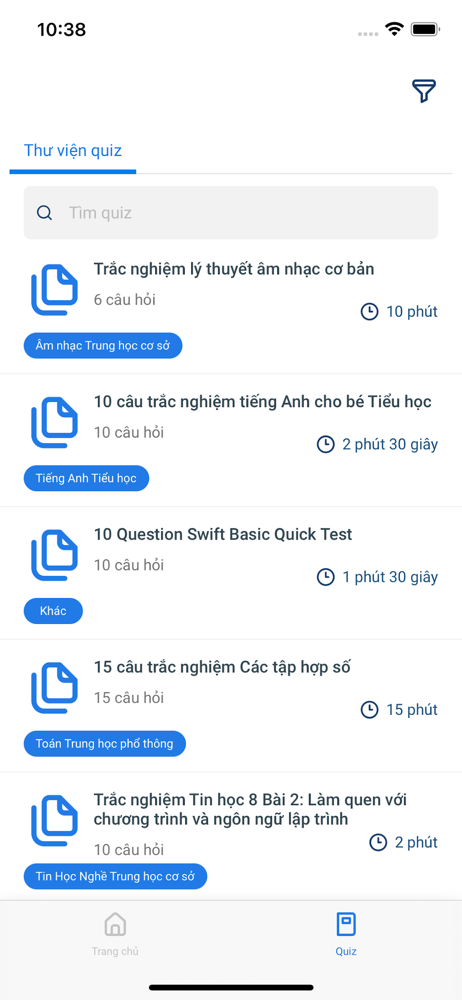 10:38
Thư viện quiz
Tìm quiz
Trắc nghiệm lý thuyết âm nhạc cơ bản
6 câu hỏi
10 phút
Âm nhạc Trung học cơ sở
10 câu trắc nghiệm tiếng Anh cho bé Tiểu học
10 câu hỏi
2 phút 30 giây
Tiếng Anh Tiểu học
10 Question Swift Basic Quick Test
10 câu hỏi
1 phút 30 giây
Khác
15 câu trắc nghiệm Các tập hợp số
15 câu hỏi
15 phút
Toán Trung học phổ thông
Trắc nghiệm Tin học 8 Bài 2: Làm quen với
chương trình và ngôn ngữ lập trình
10 câu hỏi
2 phút
Tin Học Nghề Trung học cơ sở
Trang chủ
Quiz